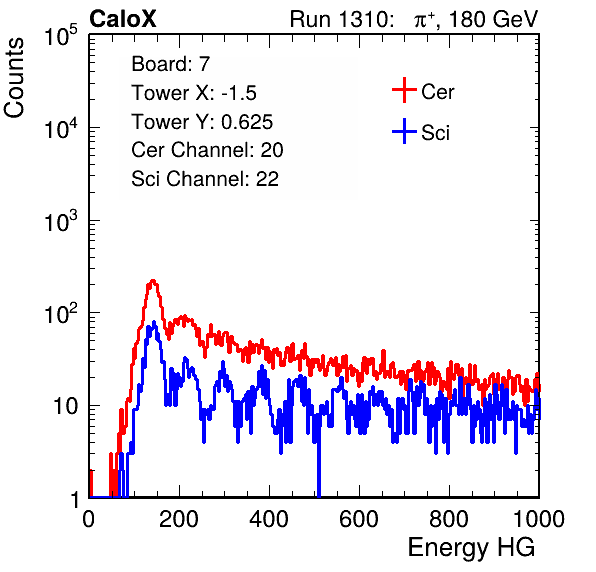 CaloX Run 1310: π⁺, 180 GeV
Counts
10⁵
10⁴
10³
10²
10
1
Board: 7
Tower X: -1.5
Tower Y: 0.625
Cer Channel: 20
Sci Channel: 22
Cer
Sci
0 200 400 600 800 1000
Energy HG